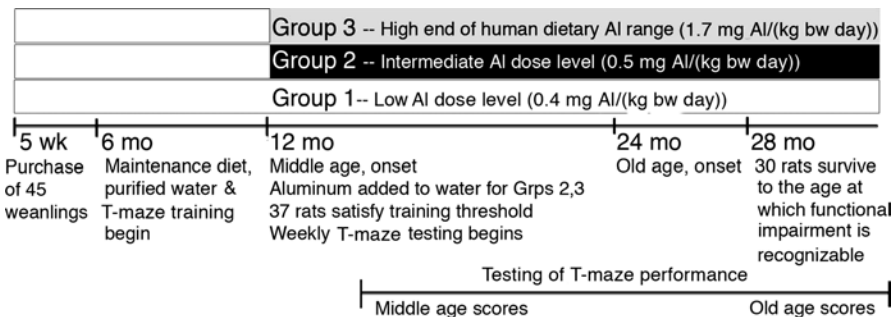 Group 3 -- High end of human dietary Al range (1.7 mg Al/(kg bw day))
Group 2 -- Intermediate Al dose level (0.5 mg Al/(kg bw day))
Group 1-- Low Al dose level (0.4 mg Al/(kg bw day))
5 wk
Purchase
of 45
weanlings
6 mo
Maintenance diet,
purified water &
T-maze training
begin
12 mo
Middle age, onset
Aluminum added to water for Grps 2,3
37 rats satisfy training threshold
Weekly T-maze testing begins
24 mo
Old age, onset
28 mo
30 rats survive
to the age at
which functional
impairment is
recognizable
Testing of T-maze performance
Middle age scores
Old age scores